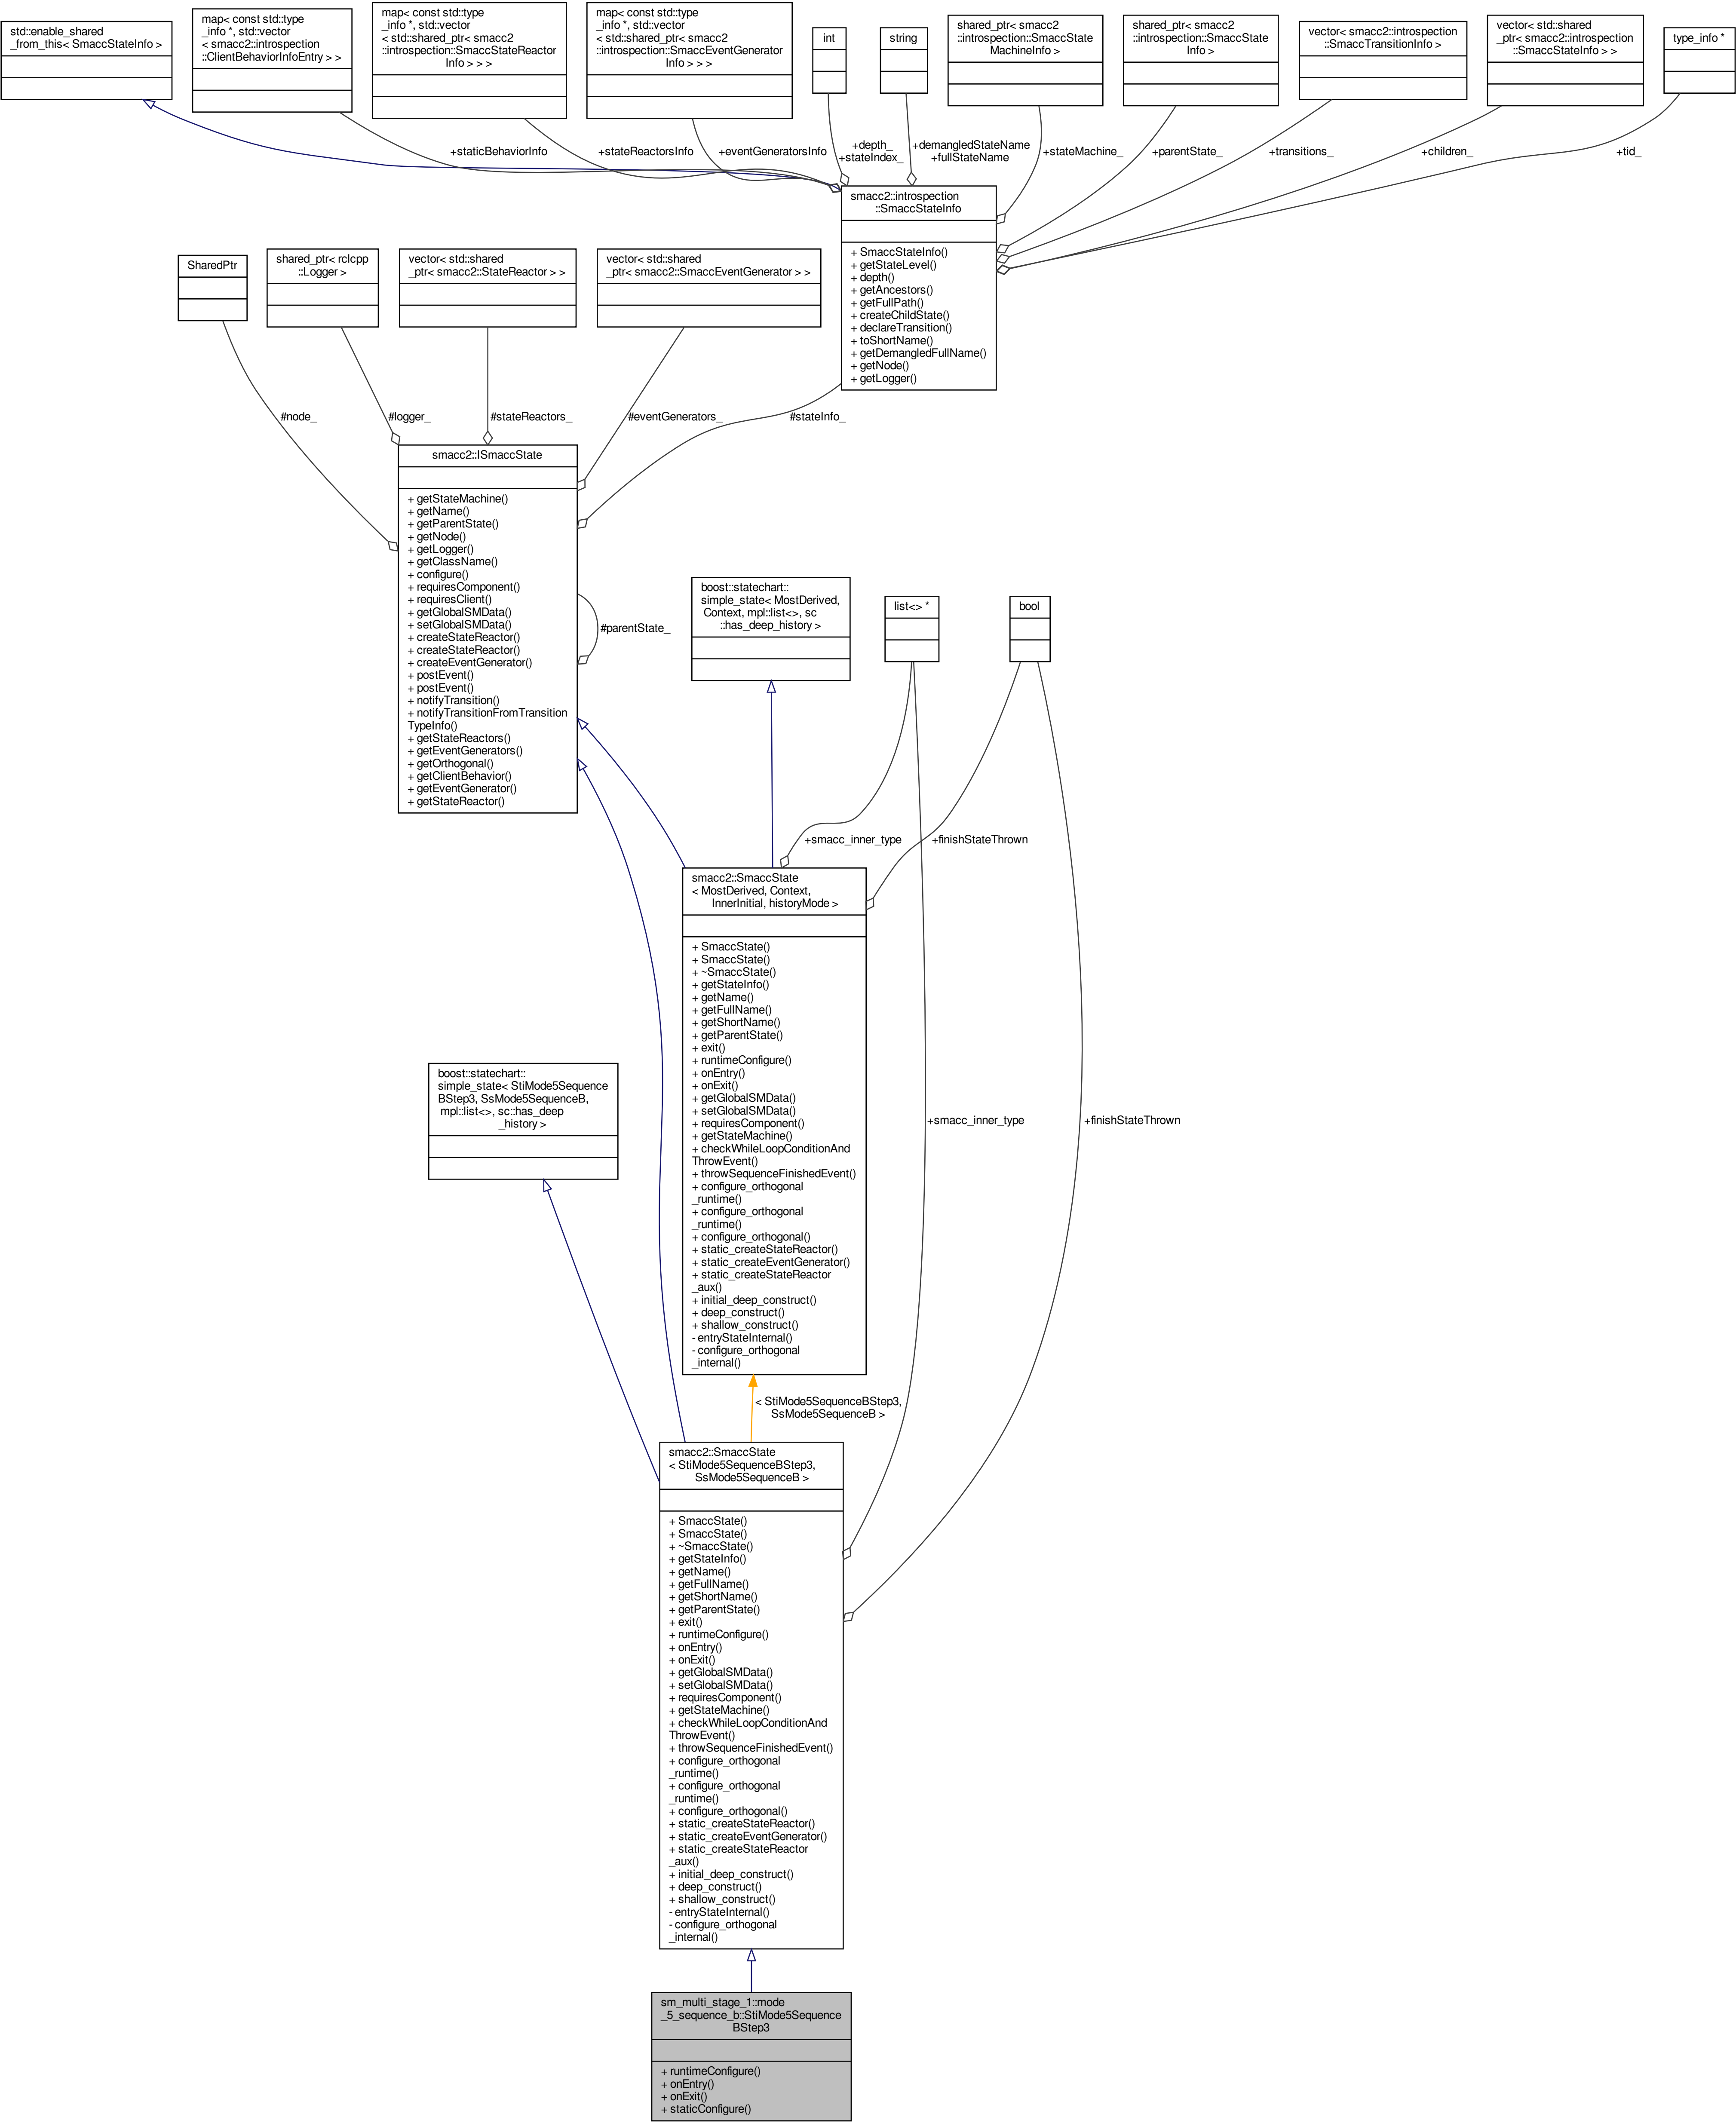 std::enable_shared
_from_this< SmaccStateInfo >
map< const std::type
_info *, std::vector
< smacc2::introspection
::ClientBehaviorInfoEntry > >
map< const std::type
_info *, std::vector
< std::shared_ptr< smacc2
::introspection::SmaccStateReactor
Info > > >
map< const std::type
_info *, std::vector
< std::shared_ptr< smacc2
::introspection::SmaccEventGenerator
Info > > >
int
string
shared_ptr< smacc2
::introspection::SmaccState
MachineInfo >
shared_ptr< smacc2
::introspection::SmaccState
Info >
vector< smacc2::introspection
::SmaccTransitionInfo >
vector< std::shared
_ptr< smacc2::introspection
::SmaccStateInfo > >
type_info *
+staticBehaviorInfo
+stateReactorsInfo
+eventGeneratorsInfo
+depth_
+stateIndex_
+demangledStateName
+fullStateName
+stateMachine_
+parentState_
+transitions_
+children_
+tid_
smacc2::introspection
::SmaccStateInfo
+ SmaccStateInfo()
+ getStateLevel()
+ depth()
+ getAncestors()
+ getFullPath()
+ createChildState()
+ declareTransition()
+ toShortName()
+ getDemangledFullName()
+ getNode()
+ getLogger()
SharedPtr
shared_ptr< rclcpp
::Logger >
vector< std::shared
_ptr< smacc2::StateReactor > >
vector< std::shared
_ptr< smacc2::SmaccEventGenerator > >
#node_
#logger_
#stateReactors_
#eventGenerators_
#stateInfo_
smacc2::ISmaccState
+ getStateMachine()
+ getName()
+ getParentState()
+ getNode()
+ getLogger()
+ getClassName()
+ configure()
+ requiresComponent()
+ requiresClient()
+ getGlobalSMData()
+ setGlobalSMData()
+ createStateReactor()
+ createStateReactor()
+ createEventGenerator()
+ postEvent()
+ postEvent()
+ notifyTransition()
+ notifyTransitionFromTransition
TypeInfo()
+ getStateReactors()
+ getEventGenerators()
+ getOrthogonal()
+ getClientBehavior()
+ getEventGenerator()
+ getStateReactor()
#parentState_
boost::statechart::
simple_state< MostDerived,
Context, mpl::list<>, sc
::has_deep_history >
list<> *
bool
+smacc_inner_type
+finishStateThrown
smacc2::SmaccState
< MostDerived, Context,
InnerInitial, historyMode >
+ SmaccState()
+ SmaccState()
+ ~SmaccState()
+ getStateInfo()
+ getName()
+ getFullName()
+ getShortName()
+ getParentState()
+ exit()
+ runtimeConfigure()
+ onEntry()
+ onExit()
+ getGlobalSMData()
+ setGlobalSMData()
+ requiresComponent()
+ getStateMachine()
+ checkWhileLoopConditionAnd
ThrowEvent()
+ throwSequenceFinishedEvent()
+ configure_orthogonal
_runtime()
+ configure_orthogonal
_runtime()
+ configure_orthogonal()
+ static_createStateReactor()
+ static_createEventGenerator()
+ static_createStateReactor
_aux()
+ initial_deep_construct()
+ deep_construct()
+ shallow_construct()
- entryStateInternal()
- configure_orthogonal
_internal()
boost::statechart::
simple_state< StiMode5Sequence
BStep3, SsMode5SequenceB,
mpl::list<>, sc::has_deep
_history >
+smacc_inner_type
+finishStateThrown
< StiMode5SequenceBStep3,
SsMode5SequenceB >
smacc2::SmaccState
< StiMode5SequenceBStep3,
SsMode5SequenceB >
+ SmaccState()
+ SmaccState()
+ ~SmaccState()
+ getStateInfo()
+ getName()
+ getFullName()
+ getShortName()
+ getParentState()
+ exit()
+ runtimeConfigure()
+ onEntry()
+ onExit()
+ getGlobalSMData()
+ setGlobalSMData()
+ requiresComponent()
+ getStateMachine()
+ checkWhileLoopConditionAnd
ThrowEvent()
+ throwSequenceFinishedEvent()
+ configure_orthogonal
_runtime()
+ configure_orthogonal
_runtime()
+ configure_orthogonal()
+ static_createStateReactor()
+ static_createEventGenerator()
+ static_createStateReactor
_aux()
+ initial_deep_construct()
+ deep_construct()
+ shallow_construct()
- entryStateInternal()
- configure_orthogonal
_internal()
sm_multi_stage_1::mode
_5_sequence_b::StiMode5Sequence
BStep3
+ runtimeConfigure()
+ onEntry()
+ onExit()
+ staticConfigure()